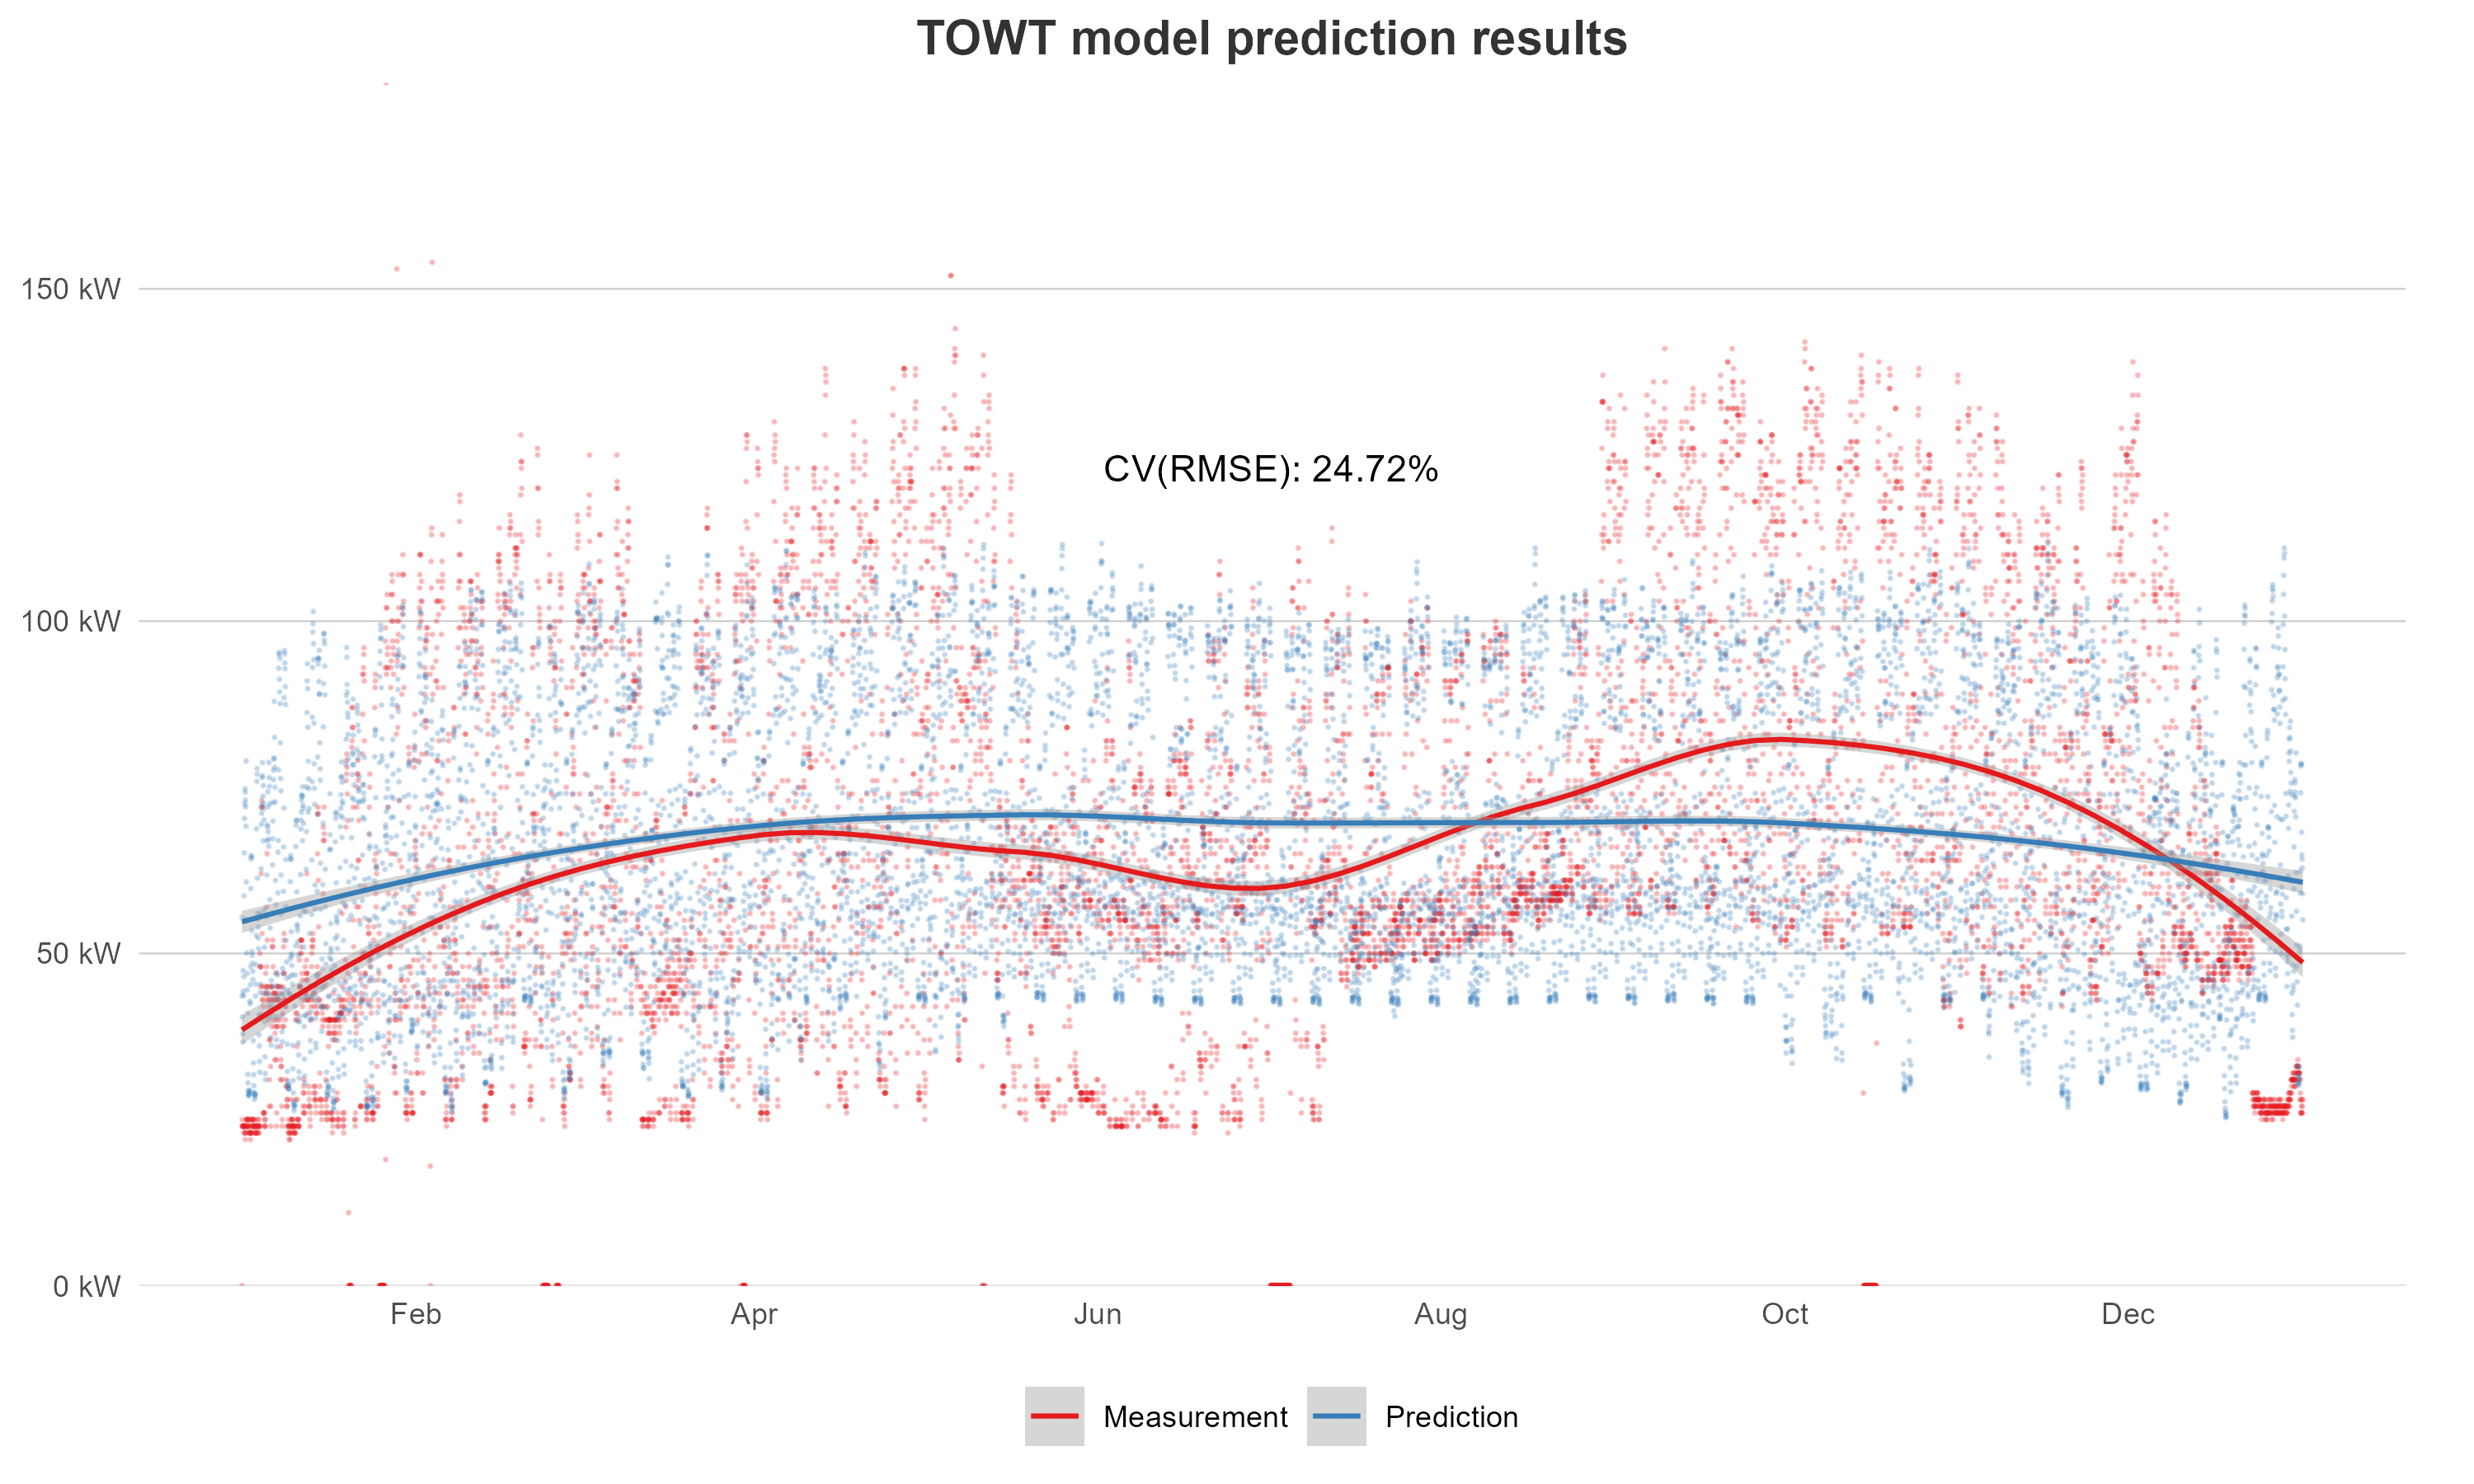 TOWT model prediction results
150 kW
CV(RMSE): 24.72%
100 kW
50 kW
0 kW
Feb Apr Jun Aug Oct Dec
Measurement Prediction